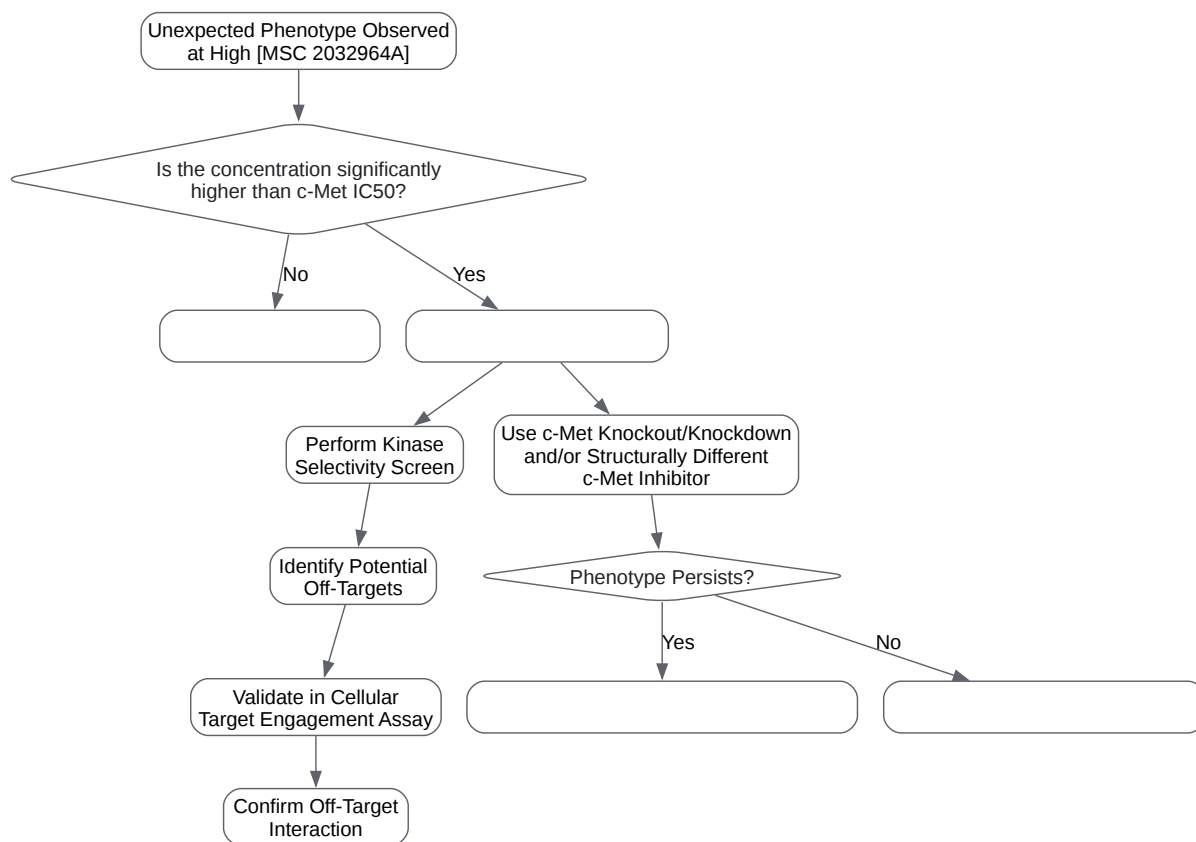 Unexpected Phenotype Observed
at High [MSC 2032964A]
Is the concentration significantly
higher than c-Met IC50?
No
Yes
Perform Kinase
Selectivity Screen
Use c-Met Knockout/Knockdown
and/or Structurally Different
c-Met Inhibitor
Identify Potential
Off-Targets
Phenotype Persists?
Yes
No
Validate in Cellular
Target Engagement Assay
Confirm Off-Target
Interaction